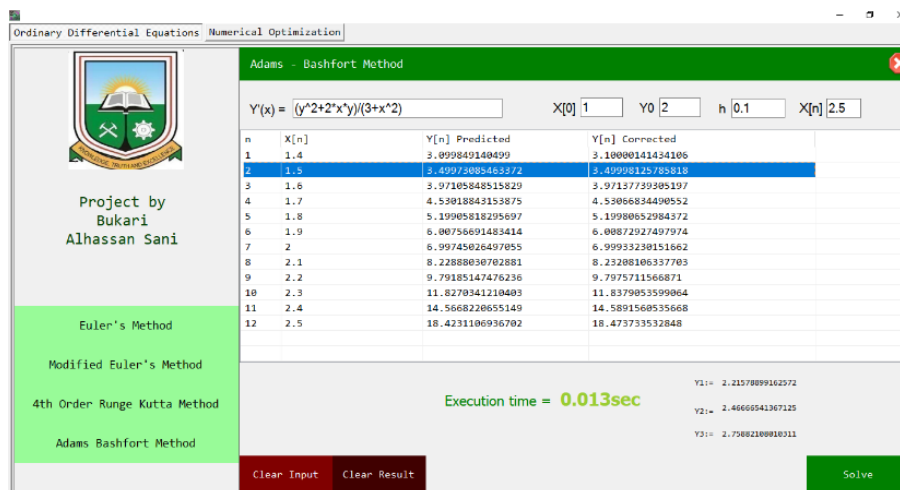 Ordinary Differential Equations Numerical Optimization
Adams - Bashfort Method
Y'(x) = (y^2+2*x*y)/(3+x^2) X[0] 1 Y0 2 h 0.1 X[n] 2.5
n X[n] Y[n] Predicted Y[n] Corrected
1 1.4 3.099849140499 3.10000141434106
2 1.5 3.49973085463372 3.49998125785818
3 1.6 3.97105848515829 3.97137739305197
4 1.7 4.53018843153875 4.53066834490552
5 1.8 5.19905818295697 5.19980652984372
6 1.9 6.00756691483414 6.00872927497974
7 2 6.99745026497055 6.99933230151662
8 2.1 8.22888030702881 8.23208106337703
9 2.2 9.79185147476236 9.7975711566871
10 2.3 11.8270341210403 11.8379053599064
11 2.4 14.5668220655149 14.5891560535668
12 2.5 18.4231106936702 18.473733532848
KNOWLEDGE, TRUTH AND EXCELLENCE
Project by
Bukari
Alhassan Sani
Euler's Method
Modified Euler's Method
4th Order Runge Kutta Method
Adams Bashfort Method
Execution time = 0.013sec
Y1:= 2.21578899162572
Y2:= 2.46666541367125
Y3:= 2.75882108010311
Clear Input Clear Result Solve